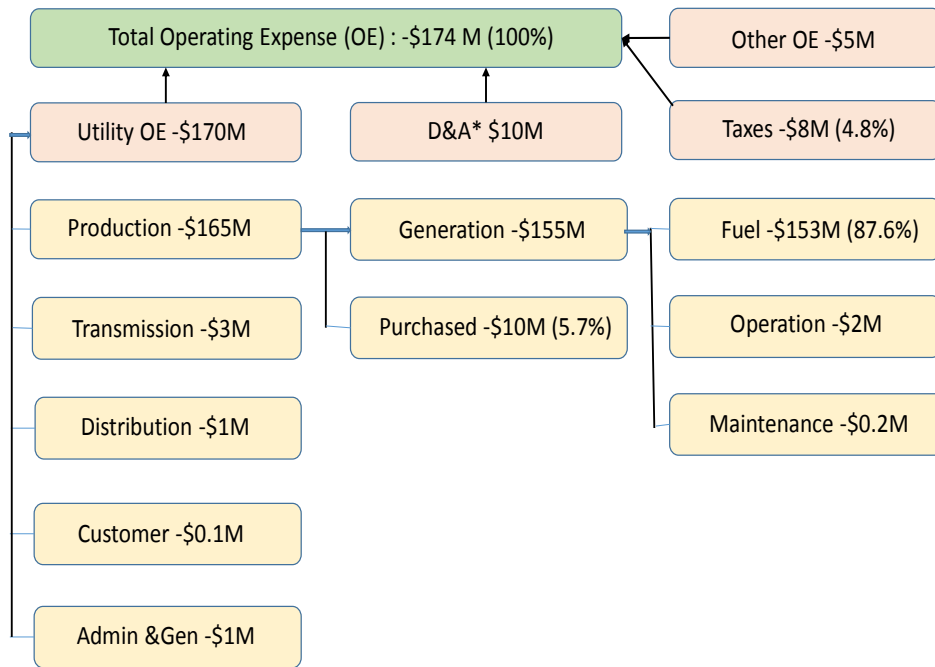 Total Operating Expense (OE) : -$174 M (100%)
Other OE -$5M
Utility OE -$170M
D&A* $10M
Taxes -$8M (4.8%)
Production -$165M
Generation -$155M
Fuel -$153M (87.6%)
Transmission -$3M
Purchased -$10M (5.7%)
Operation -$2M
Distribution -$1M
Maintenance -$0.2M
Customer -$0.1M
Admin &Gen -$1M